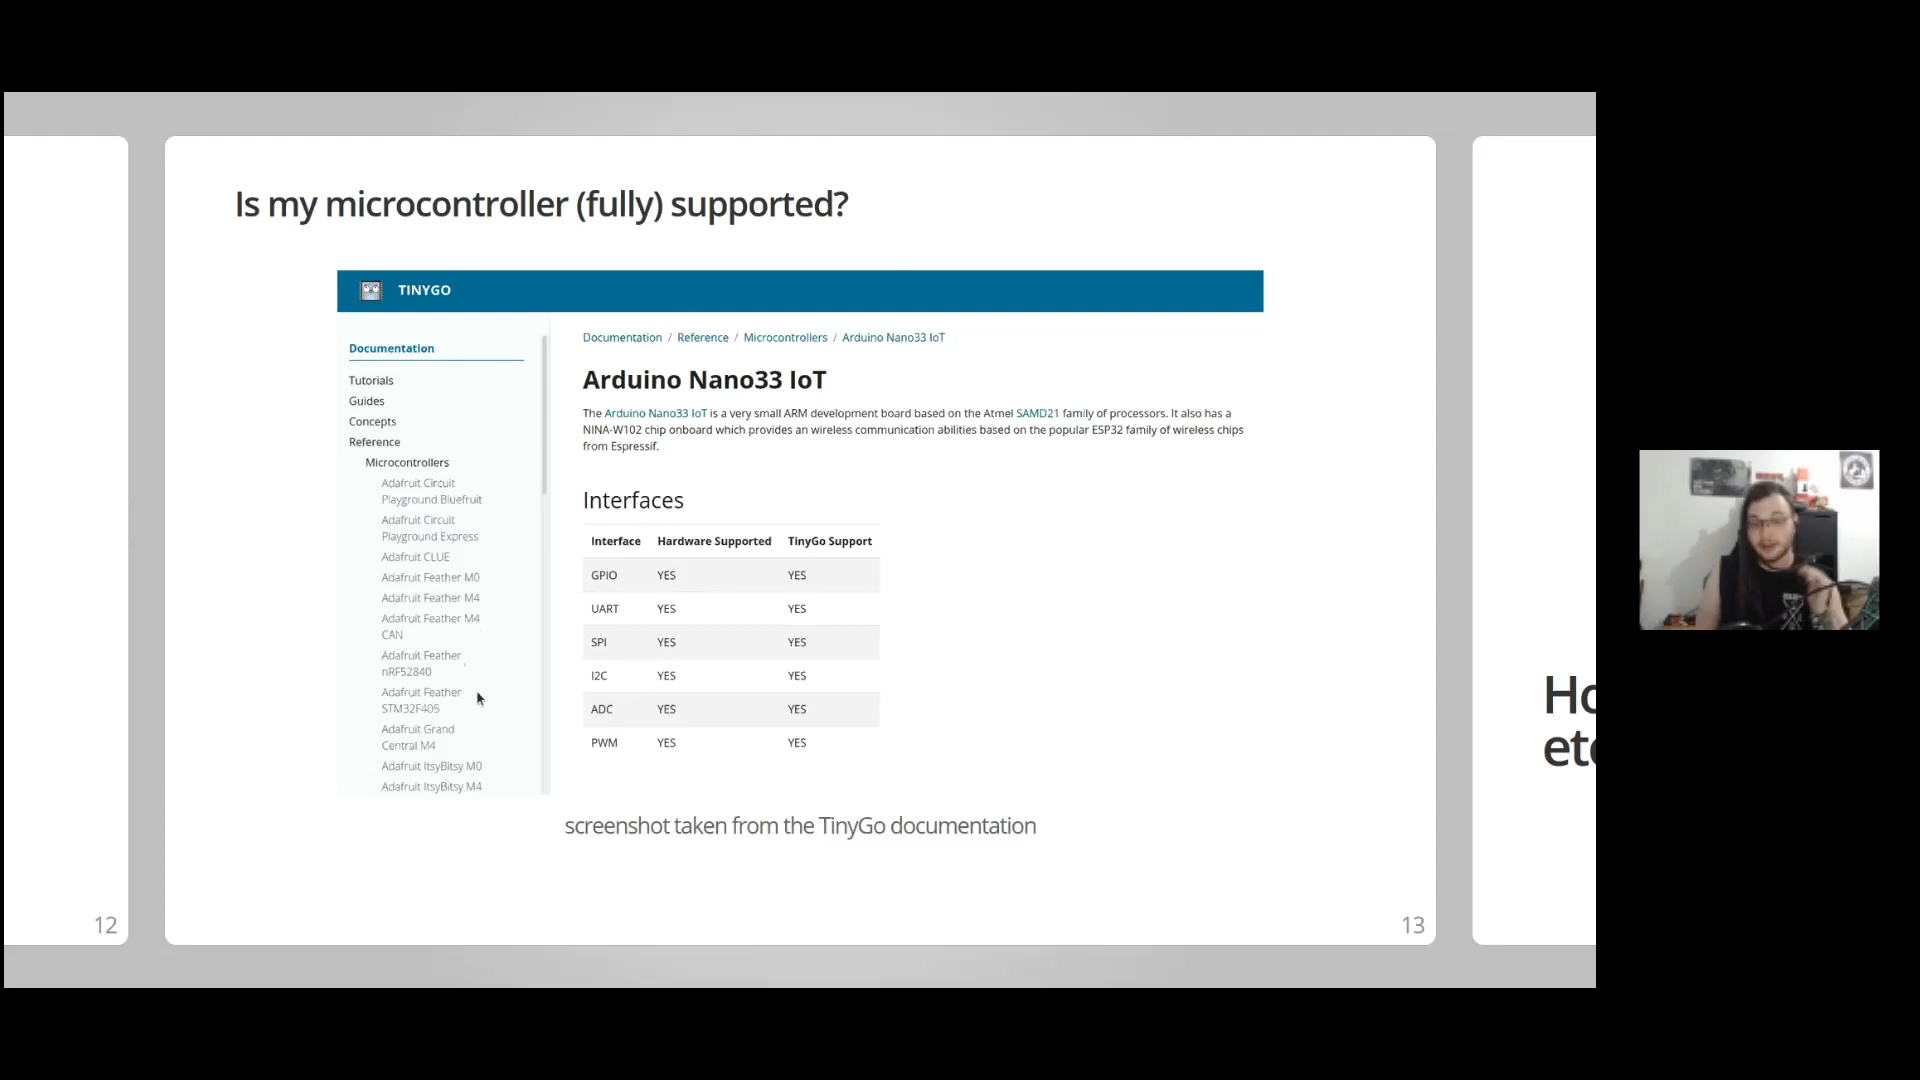 Is my microcontroller (fully) supported?
TINYGO
Documentation
Tutorials
Guides
Concepts
Reference
Microcontrollers
Adafruit Circuit
Playground Bluefruit
Adafruit Circuit
Playground Express
Adafruit CLUE
Adafruit Feather M0
Adafruit Feather M4
Adafruit Feather M4
CAN
Adafruit Feather
nRF52840
Adafruit Feather
STM32F405
Adafruit Grand
Central M4
Adafruit ItsyBitsy M0
Adafruit ItsyBitsy M4
Documentation / Reference / Microcontrollers / Arduino Nano33 IoT
Arduino Nano33 IoT
The Arduino Nano33 IoT is a very small ARM development board based on the Atmel SAMD21 family of processors. It also has a
NINA-W102 chip onboard which provides an wireless communication abilities based on the popular ESP32 family of wireless chips
from Espressif.
Interfaces
Interface Hardware Supported TinyGo Support
GPIO YES YES
UART YES YES
SPI YES YES
I2C YES YES
ADC YES YES
PWM YES YES
screenshot taken from the TinyGo documentation
12
13